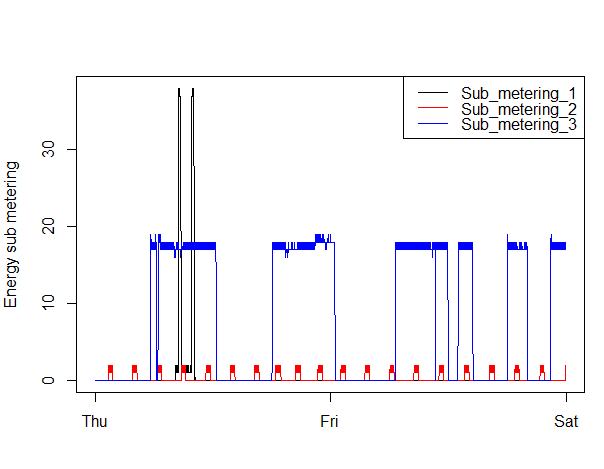 Sub_metering_1
Sub_metering_2
Sub_metering_3
Energy sub metering
30
20
10
0
Thu Fri Sat